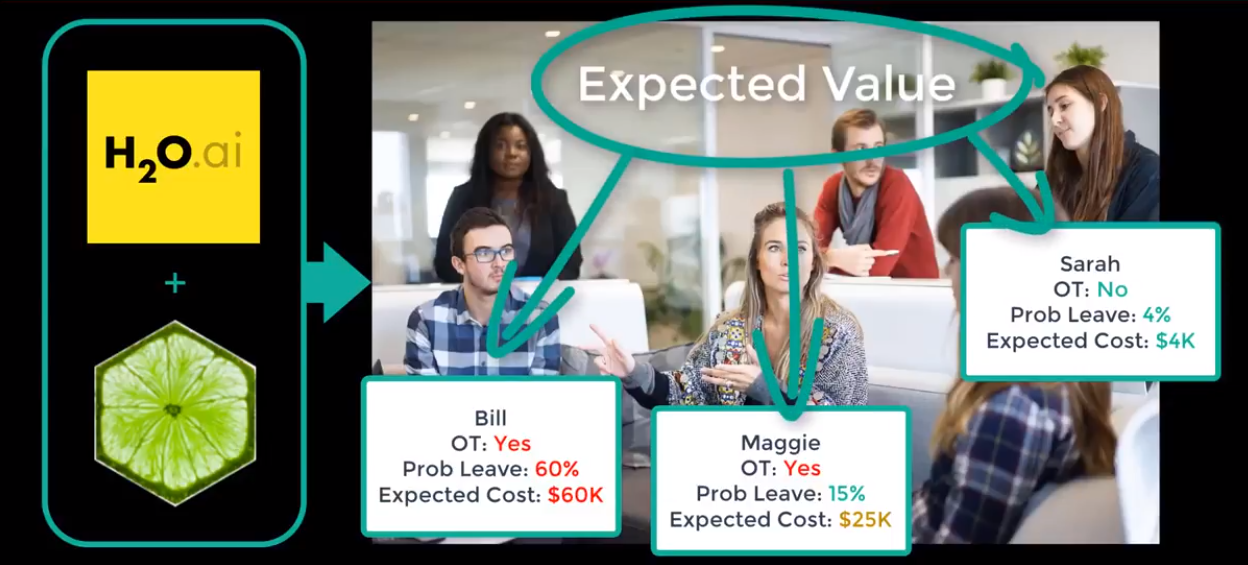 H2O.ai
+
Expected Value
Bill
OT: Yes
Prob Leave: 60%
Expected Cost: $60K
Maggie
OT: Yes
Prob Leave: 15%
Expected Cost: $25K
Sarah
OT: No
Prob Leave: 4%
Expected Cost: $4K